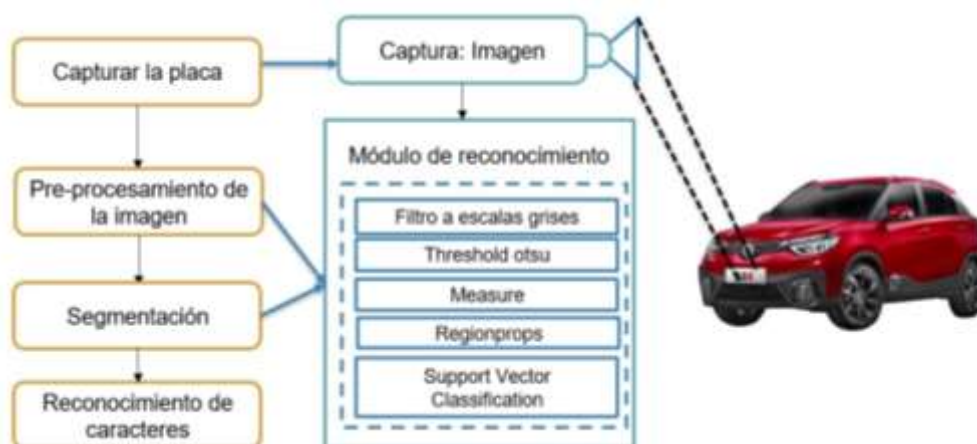 Capturar la placa
Captura: Imagen
Pre-procesamiento de
la imagen
Segmentación
Reconocimiento de
caracteres
Módulo de reconocimiento
Filtro a escalas grises
Threshold otsu
Measure
Regionprops
Support Vector
Classification